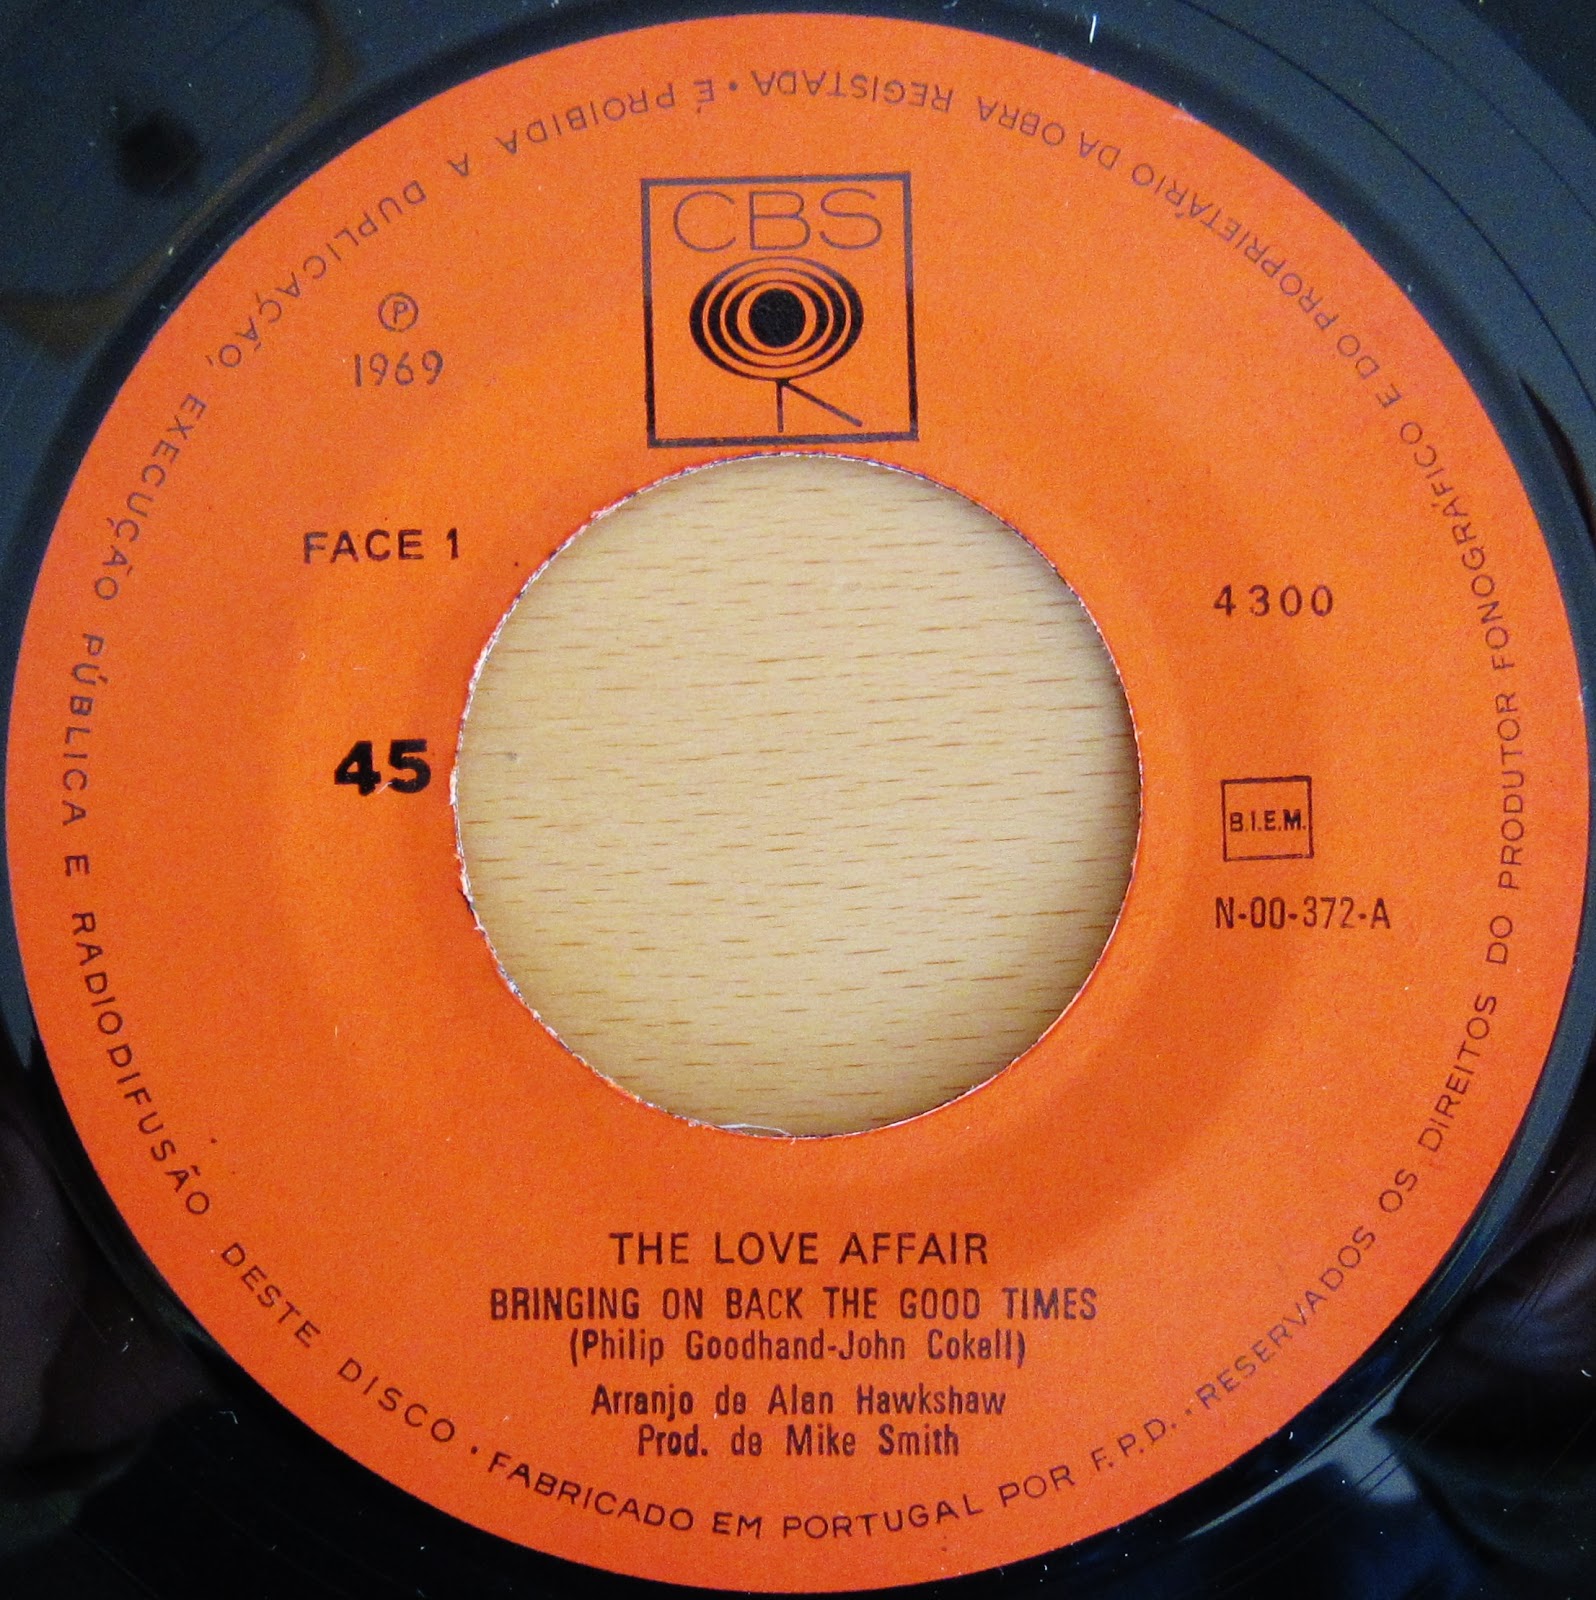 CBS
Ⓟ
1969
FACE 1
4300
45
B.I.E.M.
N-00-372-A
THE LOVE AFFAIR
BRINGING ON BACK THE GOOD TIMES
(Philip Goodhand-John Cokell)
Arranjo de Alan Hawkshaw
Prod. de Mike Smith
FABRICADO EM PORTUGAL POR F.P.D. • RESERVADOS OS DIREITOS DO PRODUTOR FONOGRÁFICO E DO PROPRIETÁRIO DA OBRA REGISTADA • É PROIBIDA A DUPLICAÇÃO, EXECUÇÃO PÚBLICA E RADIODIFUSÃO DESTE DISCO •